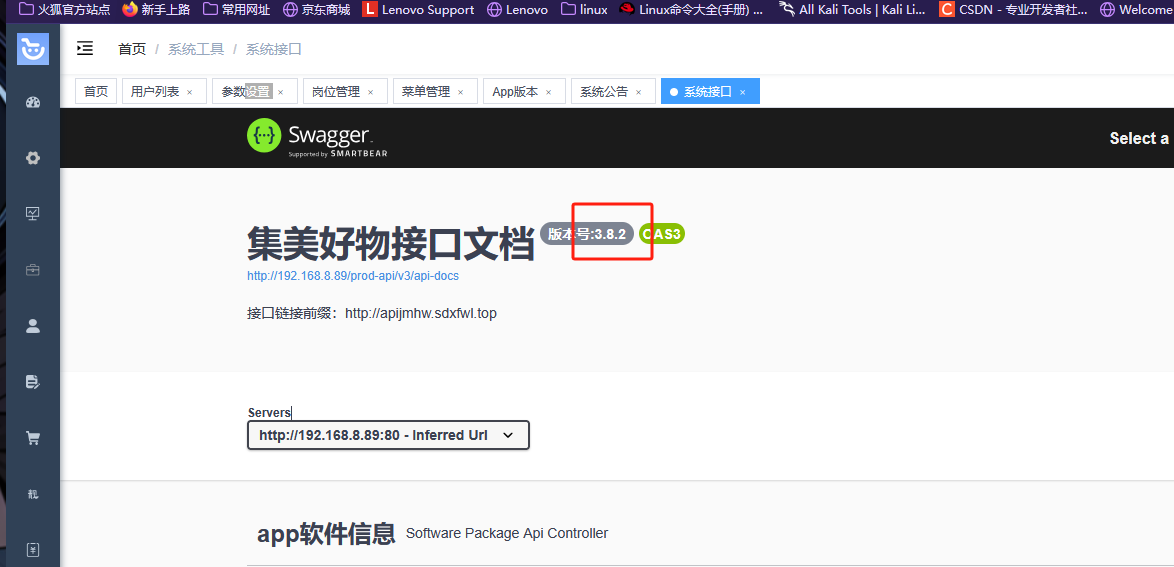 火狐官方站点 新手上路 常用网址 京东商城 Lenovo Support Lenovo linux Linux命令大全(手册) ... All Kali Tools | Kali Li... CSDN - 专业开发者社... Welcome
首页 / 系统工具 / 系统接口
首页 用户列表 × 参数设置 × 岗位管理 × 菜单管理 × App版本 × 系统公告 × 系统接口 ×
Swagger
Supported by SMARTBEAR
Select a
集美好物接口文档 版本号:3.8.2 OAS3
http://192.168.8.89/prod-api/v3/api-docs
接口链接前缀：http://apijmhw.sdxfwl.top
Servers
http://192.168.8.89:80 - Inferred Url
app软件信息 Software Package Api Controller